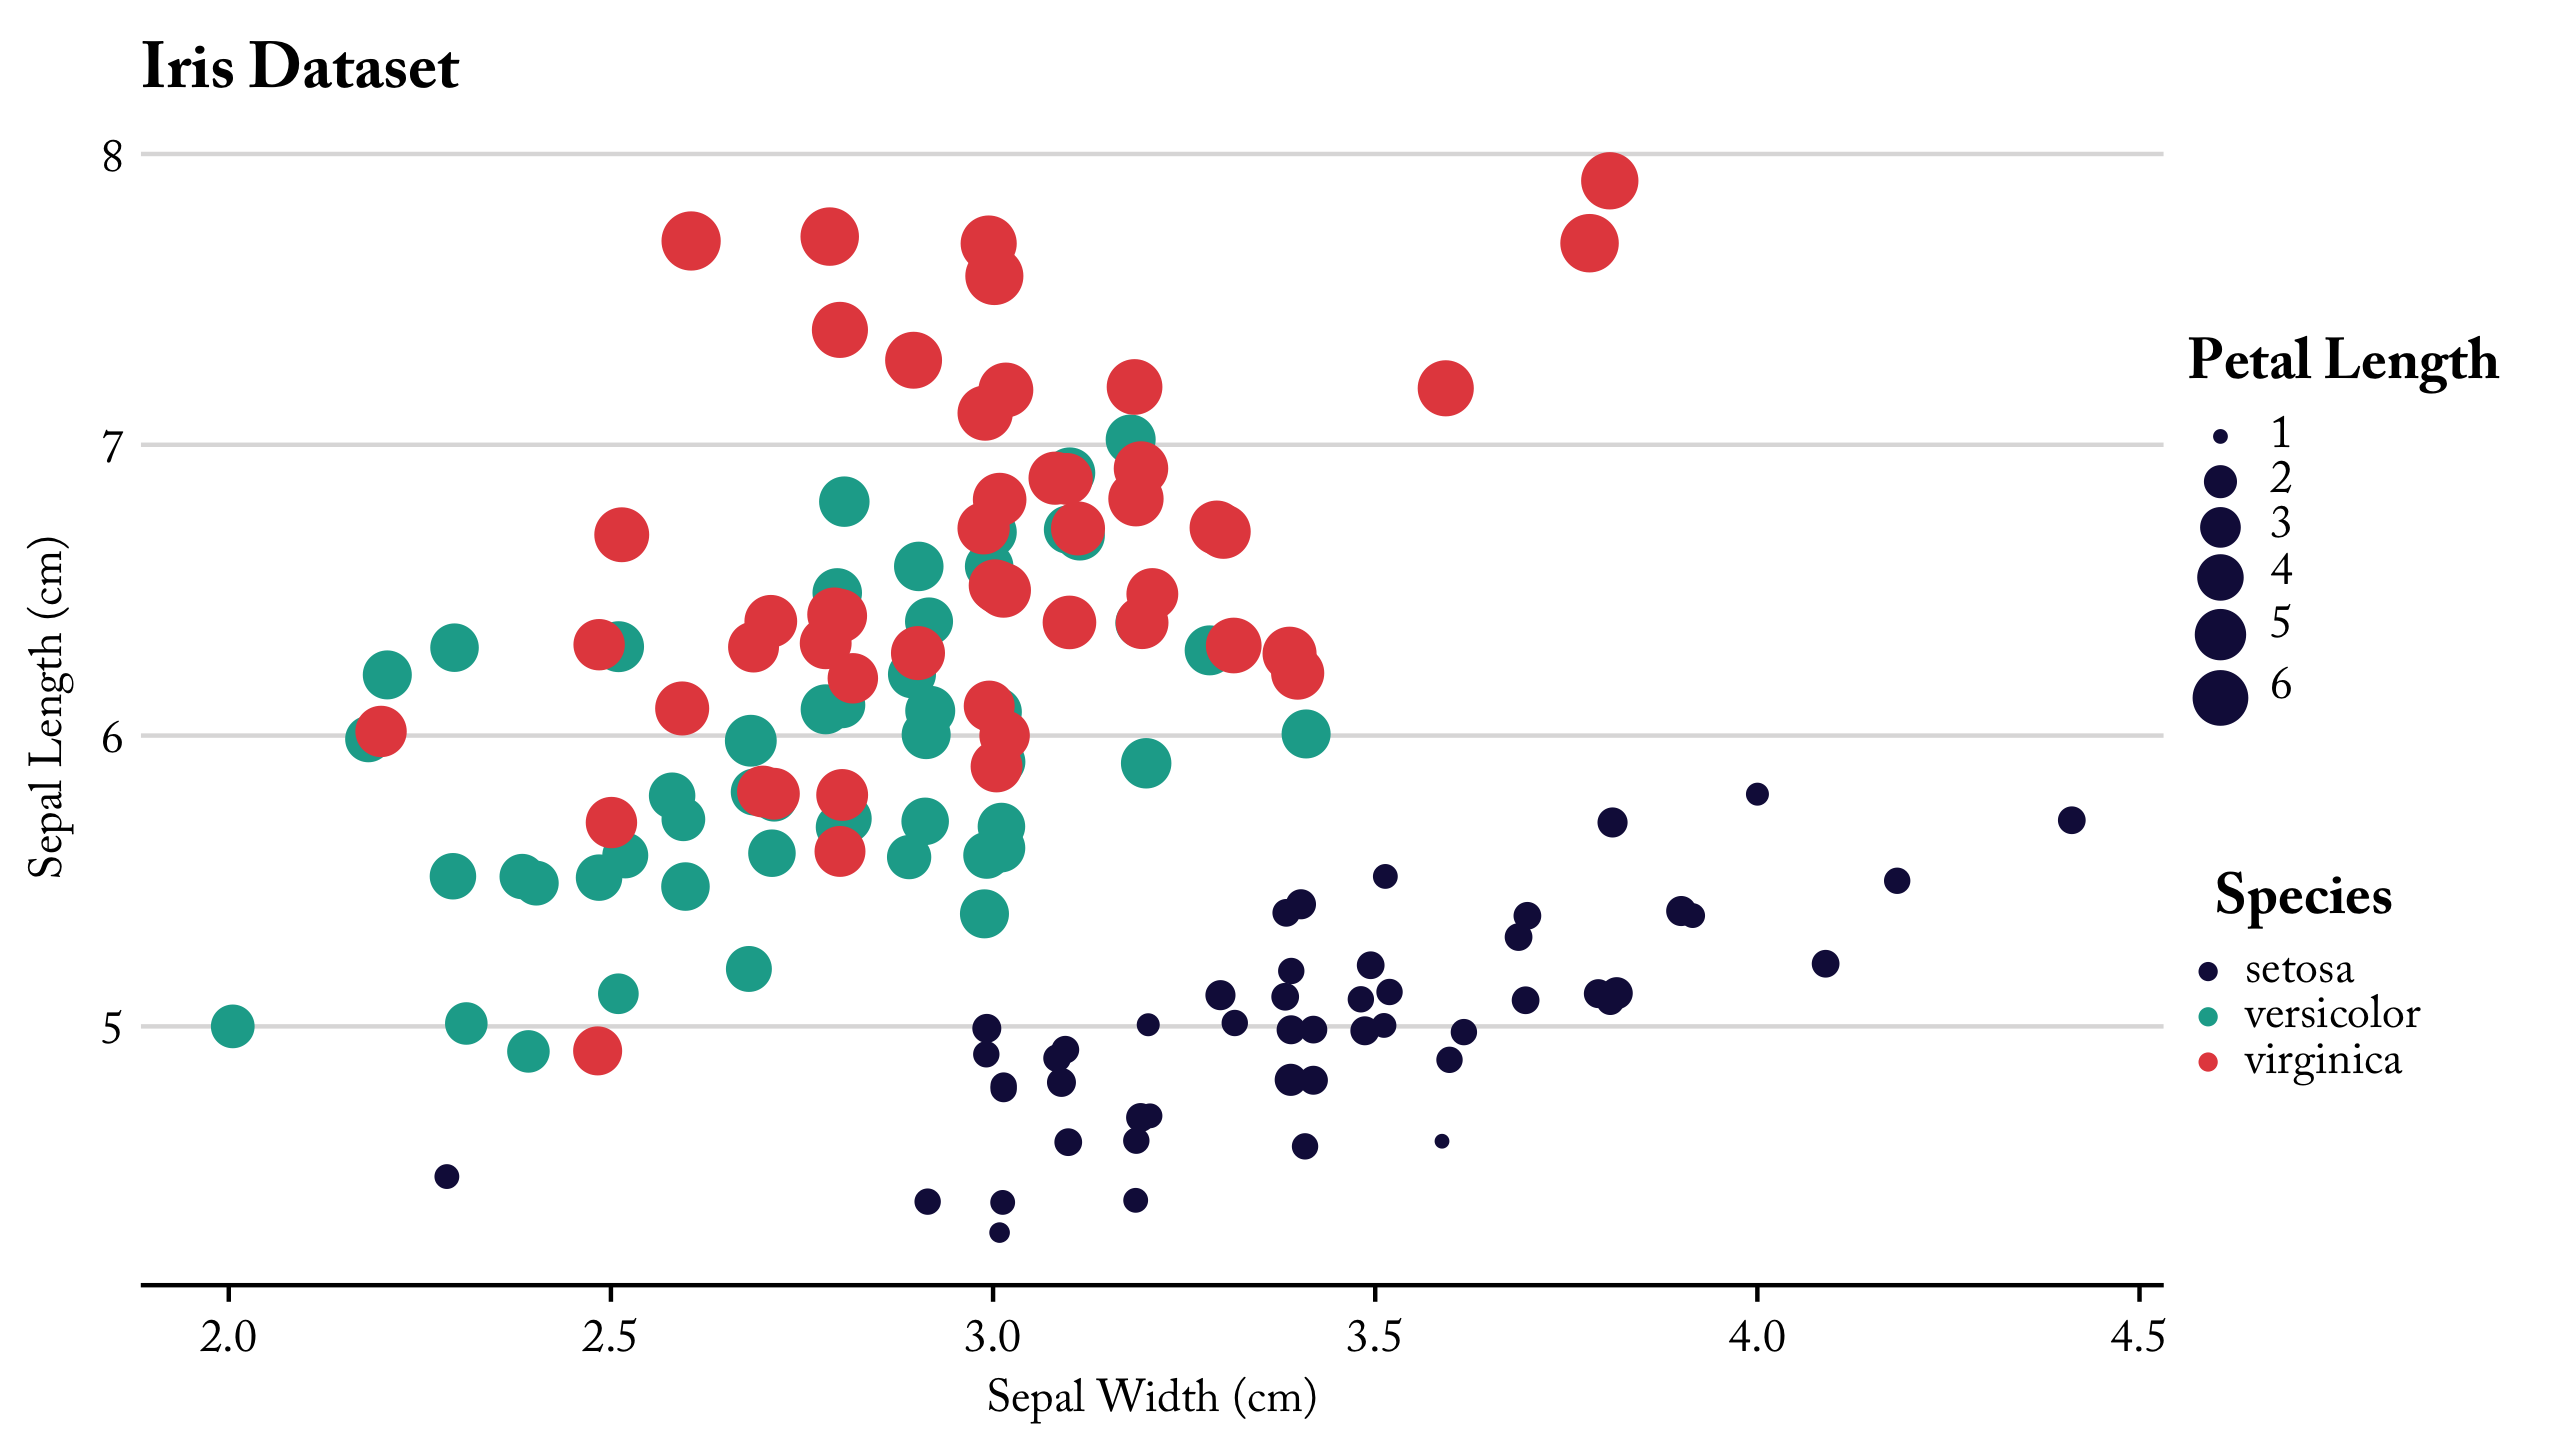 Iris Dataset
8
7
6
5
Sepal Length (cm)
2.0 2.5 3.0 3.5 4.0 4.5
Sepal Width (cm)
Petal Length
1
2
3
4
5
6
Species
setosa
versicolor
virginica